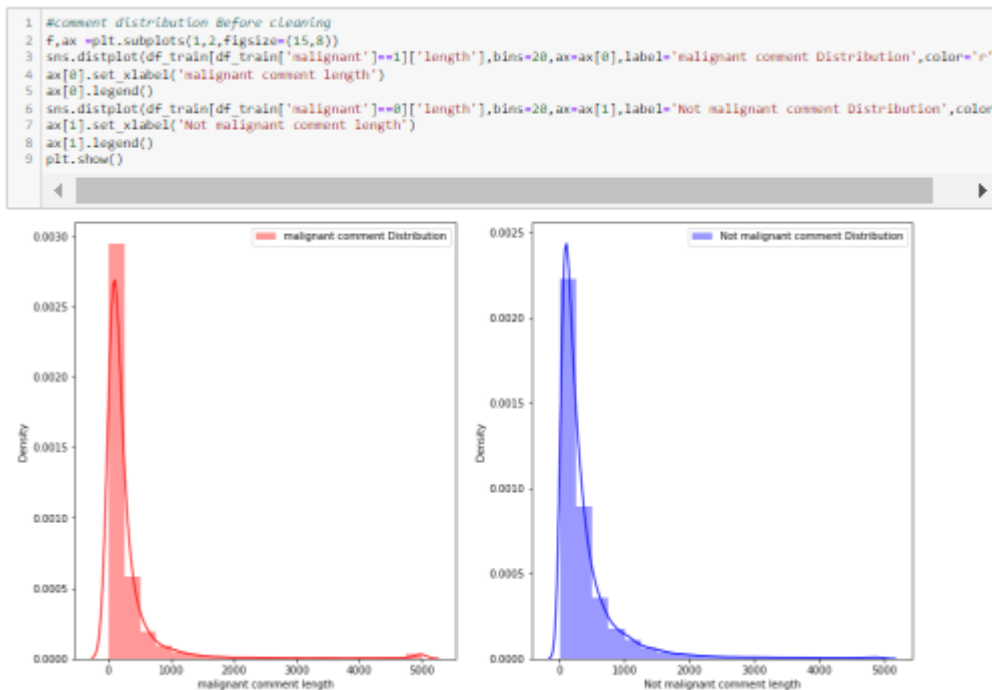 1 #comment distribution Before cleaning
2 f,ax =plt.subplots(1,2,figsize=(15,8))
3 sns.distplot(df_train[df_train['malignant']==1]['length'],bins=20,ax=ax[0],label='malignant comment Distribution',color='r'
4 ax[0].set_xlabel('malignant comment length')
5 ax[0].legend()
6 sns.distplot(df_train[df_train['malignant']==0]['length'],bins=20,ax=ax[1],label='Not malignant comment Distribution',color
7 ax[1].set_xlabel('Not malignant comment length')
8 ax[1].legend()
9 plt.show()
malignant comment Distribution
0.0030
0.0025
0.0020
0.0015
0.0010
0.0005
0.0000
Density
0 1000 2000 3000 4000 5000
malignant comment length
Not malignant comment Distribution
0.0025
0.0020
0.0015
0.0010
0.0005
0.0000
Density
0 1000 2000 3000 4000 5000
Not malignant comment length